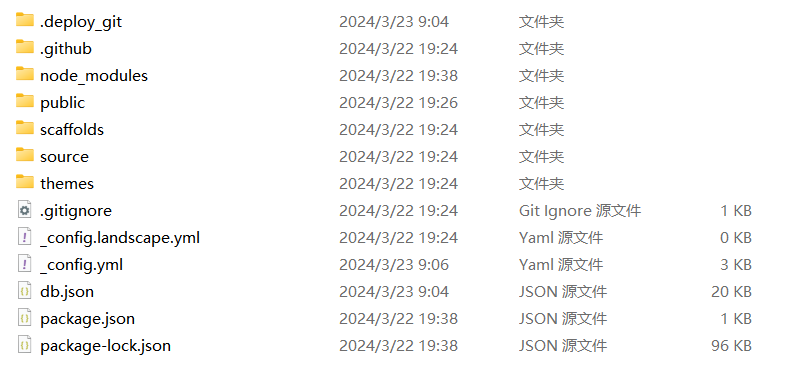 .deploy_git 2024/3/23 9:04 文件夹
.github 2024/3/22 19:24 文件夹
node_modules 2024/3/22 19:38 文件夹
public 2024/3/22 19:26 文件夹
scaffolds 2024/3/22 19:24 文件夹
source 2024/3/22 19:24 文件夹
themes 2024/3/22 19:24 文件夹
.gitignore 2024/3/22 19:24 Git Ignore 源文件 1 KB
_config.landscape.yml 2024/3/22 19:24 Yaml 源文件 0 KB
_config.yml 2024/3/23 9:06 Yaml 源文件 3 KB
db.json 2024/3/23 9:04 JSON 源文件 20 KB
package.json 2024/3/22 19:38 JSON 源文件 1 KB
package-lock.json 2024/3/22 19:38 JSON 源文件 96 KB